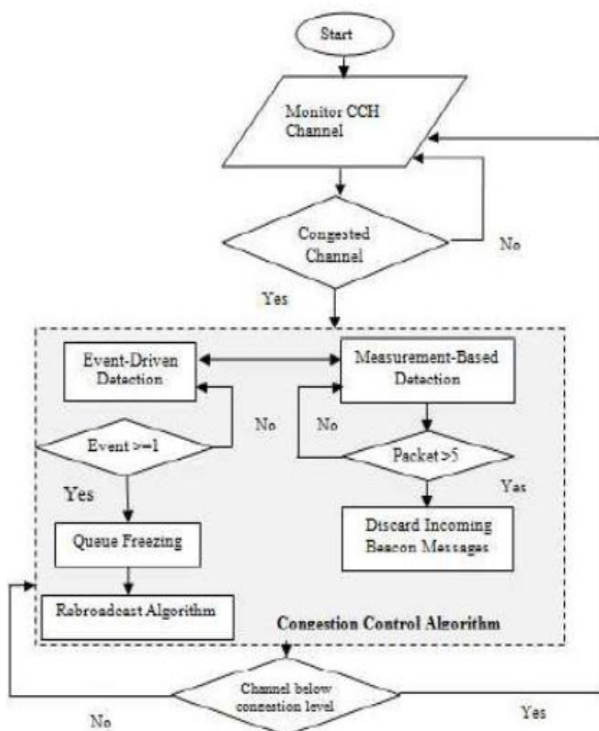 Start
Monitor CCH
Channel
Congested
Channel
No
Yes
Event-Driven
Detection
Measurement-Based
Detection
No
No
Event >=1
Packet >5
Yes
Yes
Queue Freezing
Discard Incoming
Beacon Messages
Rebroadcast Algorithm
Congestion Control Algorithm
Channel below
congestion level
No
Yes